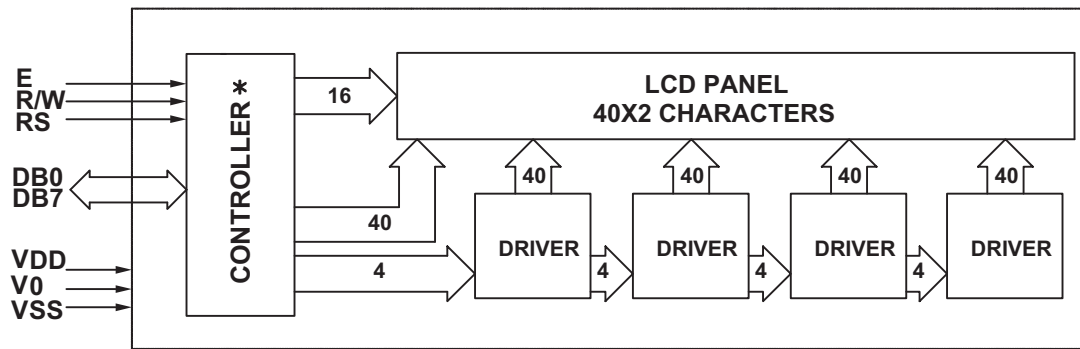 E
R/W
RS
DB0
DB7
VDD
V0
VSS
CONTROLLER*
16
40
4
LCD PANEL
40X2 CHARACTERS
40
40
40
40
DRIVER
4
DRIVER
4
DRIVER
4
DRIVER